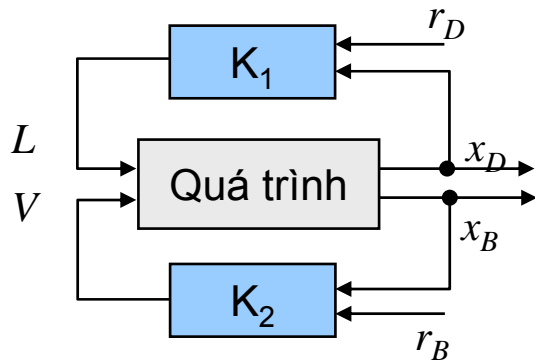 r_D
K_1
L
x_D
Quá trình
V
x_B
K_2
r_B